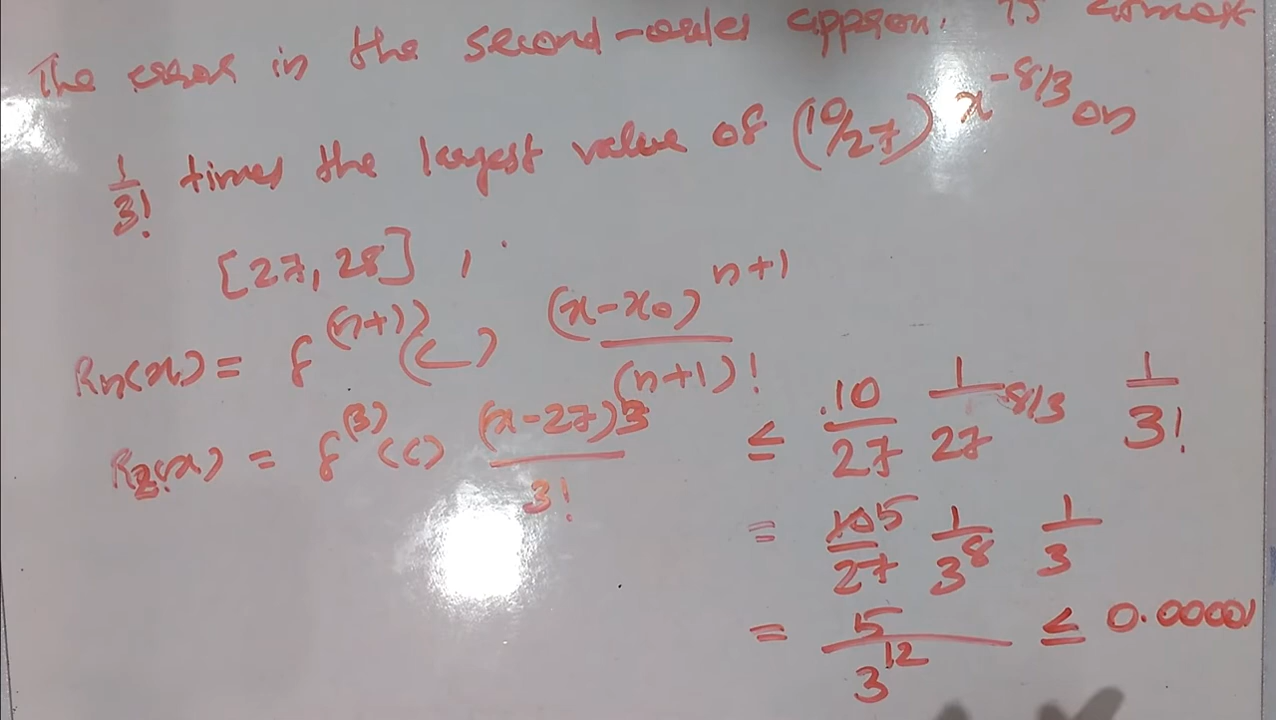 The error in the second-order approx. is atmost
1/3! times the largest value of (10/27) x^{-8/3} on
[27, 28] ,
Rn(x) = f^{(n+1)}(c) (x-x₀)^{n+1}/(n+1)!
R₂(x) = f^{(3)}(c) (x-27)^3/3! ≤ 10/27 1/27^{8/3} 1/3!
= 10 5/27 1/3^8 1/3
= 5/3^{12} ≤ 0.00001